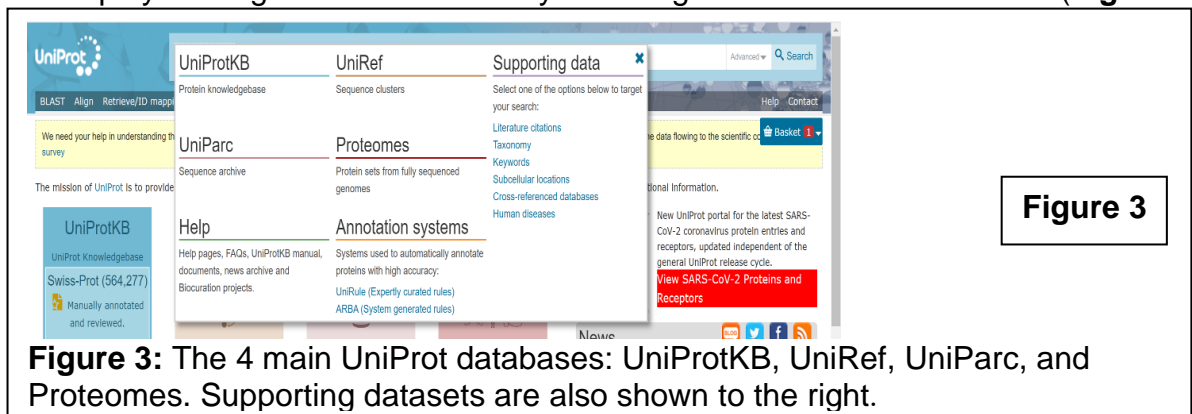 UniProt
UniProtKB
Protein knowledgebase
UniRef
Sequence clusters
Supporting data
Select one of the options below to target
your search:
Literature citations
Taxonomy
Keywords
Subcellular locations
Cross-referenced databases
Human diseases
Advanced
Search
BLAST Align Retrieve/ID
Help Contact
We need your help in understanding
survey
e data flowing to the scientific
Basket 1
UniParc
Sequence archive
Proteomes
Protein sets from fully sequenced
genomes
The mission of UniProt is to provide
tional information.
Help
Help pages, FAQs, UniProtKB manual,
documents, news archive and
Biocuration projects.
Annotation systems
Systems used to automatically annotate
proteins with high accuracy:
UniRule (Expertly curated rules)
ARBA (System generated rules)
UniProtKB
UniProt Knowledgebase
Swiss-Prot (564,277)
Manually annotated
and reviewed.
New UniProt portal for the latest SARS-
CoV-2 coronavirus protein entries and
receptors, updated independent of the
general UniProt release cycle.
View SARS-CoV-2 Proteins and
Receptors
News
BLOG
Figure 3
Figure 3: The 4 main UniProt databases: UniProtKB, UniRef, UniParc, and
Proteomes. Supporting datasets are also shown to the right.